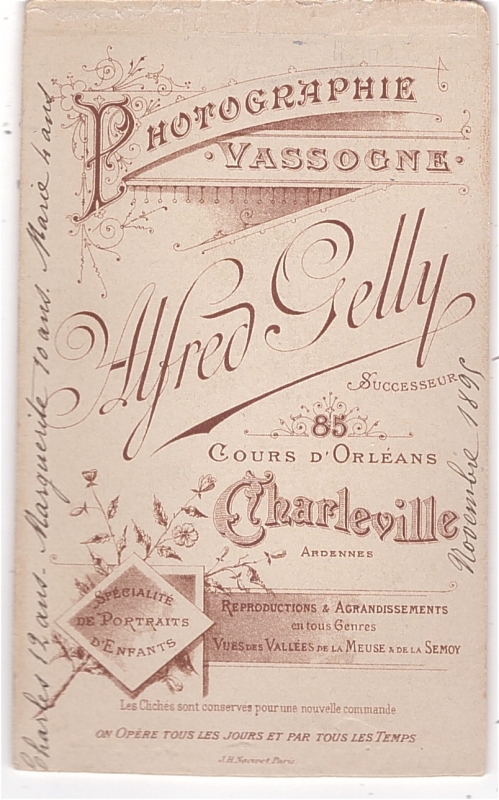 PHOTOGRAPHIE
VASSOGNE
Alfred Gelly
SUCCESSEUR
85
COURS D'ORLÉANS
Charleville
ARDENNES
SPÉCIALITÉ
DE PORTRAITS
D'ENFANTS
REPRODUCTIONS & AGRANDISSEMENTS
en tous Genres
VUES DES VALLÉES DE LA MEUSE & DE LA SEMOY
Les Clichés sont conservés pour une nouvelle commande
ON OPÈRE TOUS LES JOURS ET PAR TOUS LES TEMPS
Paris
Charles 12 ans - Marguerite 10 ans. Marie 4 ans
Novembre 1895